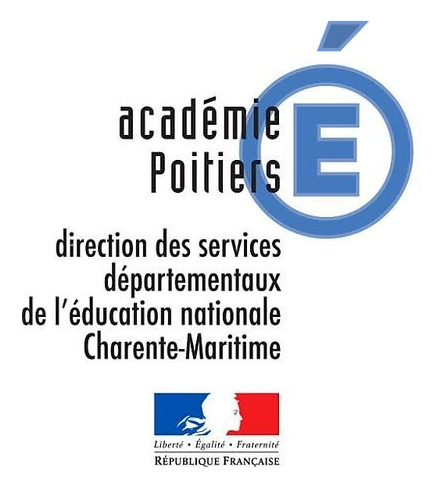 académie
Poitiers
É
direction des services
départementaux
de l'éducation nationale
Charente-Maritime
Liberté • Égalité • Fraternité
RÉPUBLIQUE FRANÇAISE